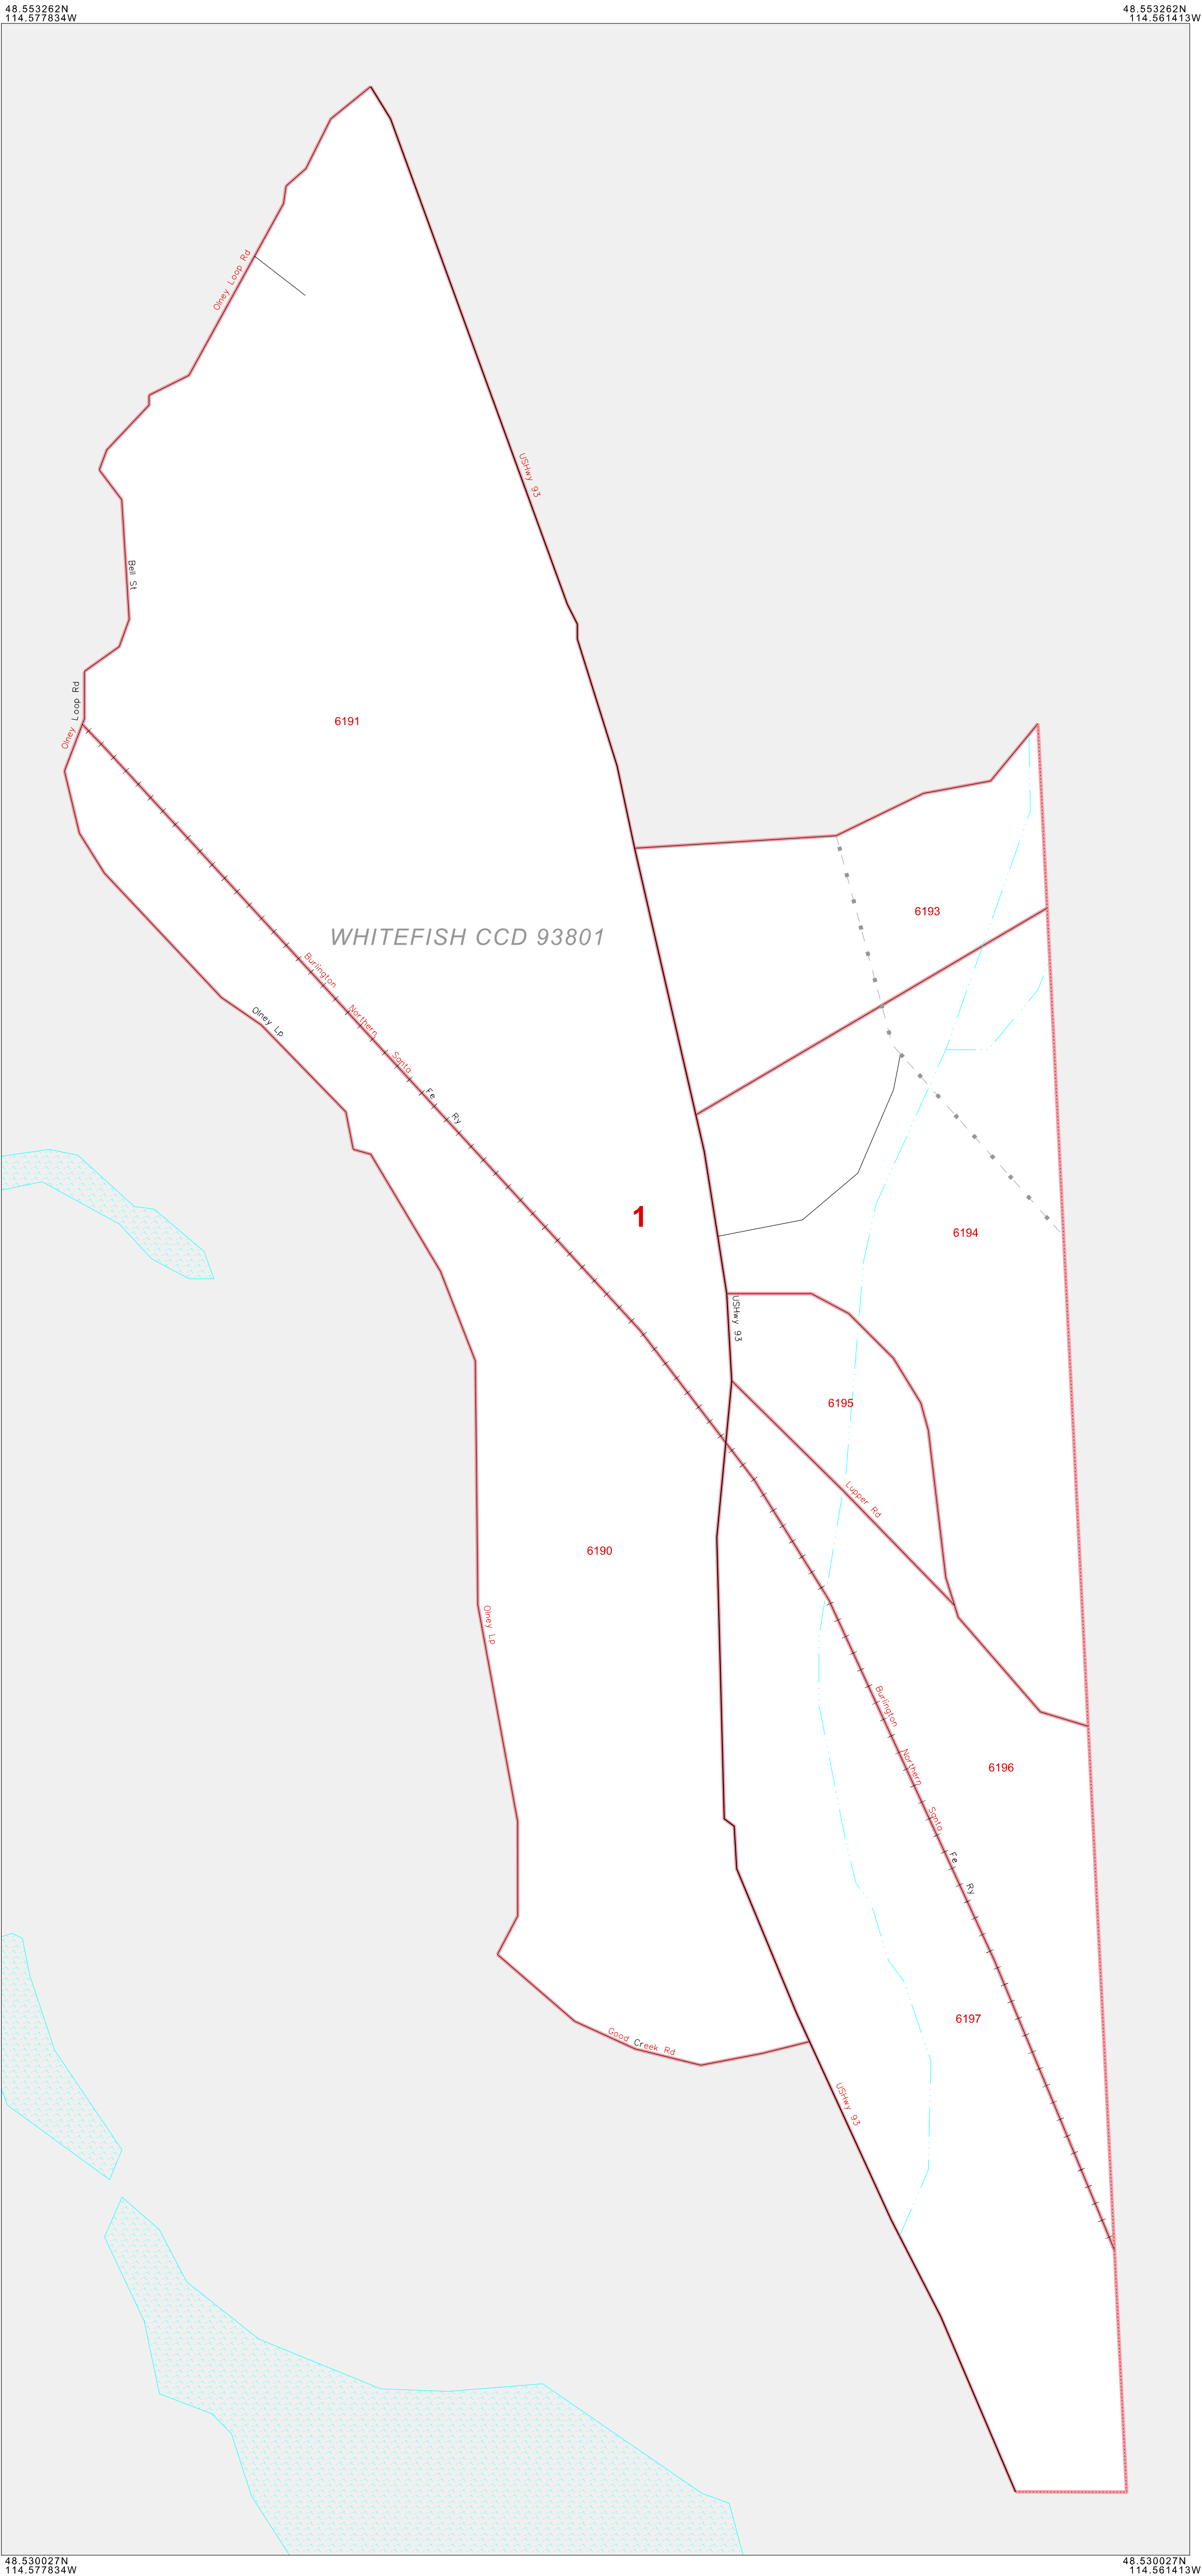 48.553262N
114.577834W
48.553262N
114.561413W
Olney Loop Rd
USHwy 93
Bell St
Olney Loop Rd
6191
6193
WHITEFISH CCD 93801
Burlington Northern Santa Fe Ry
Olney Lp
1
6194
USHwy 93
6195
Lupper Rd
6190
Olney Lp
Burlington Northern Santa Fe Ry
6196
6197
Good Creek Rd
USHwy 93
48.530027N
114.577834W
48.530027N
114.561413W